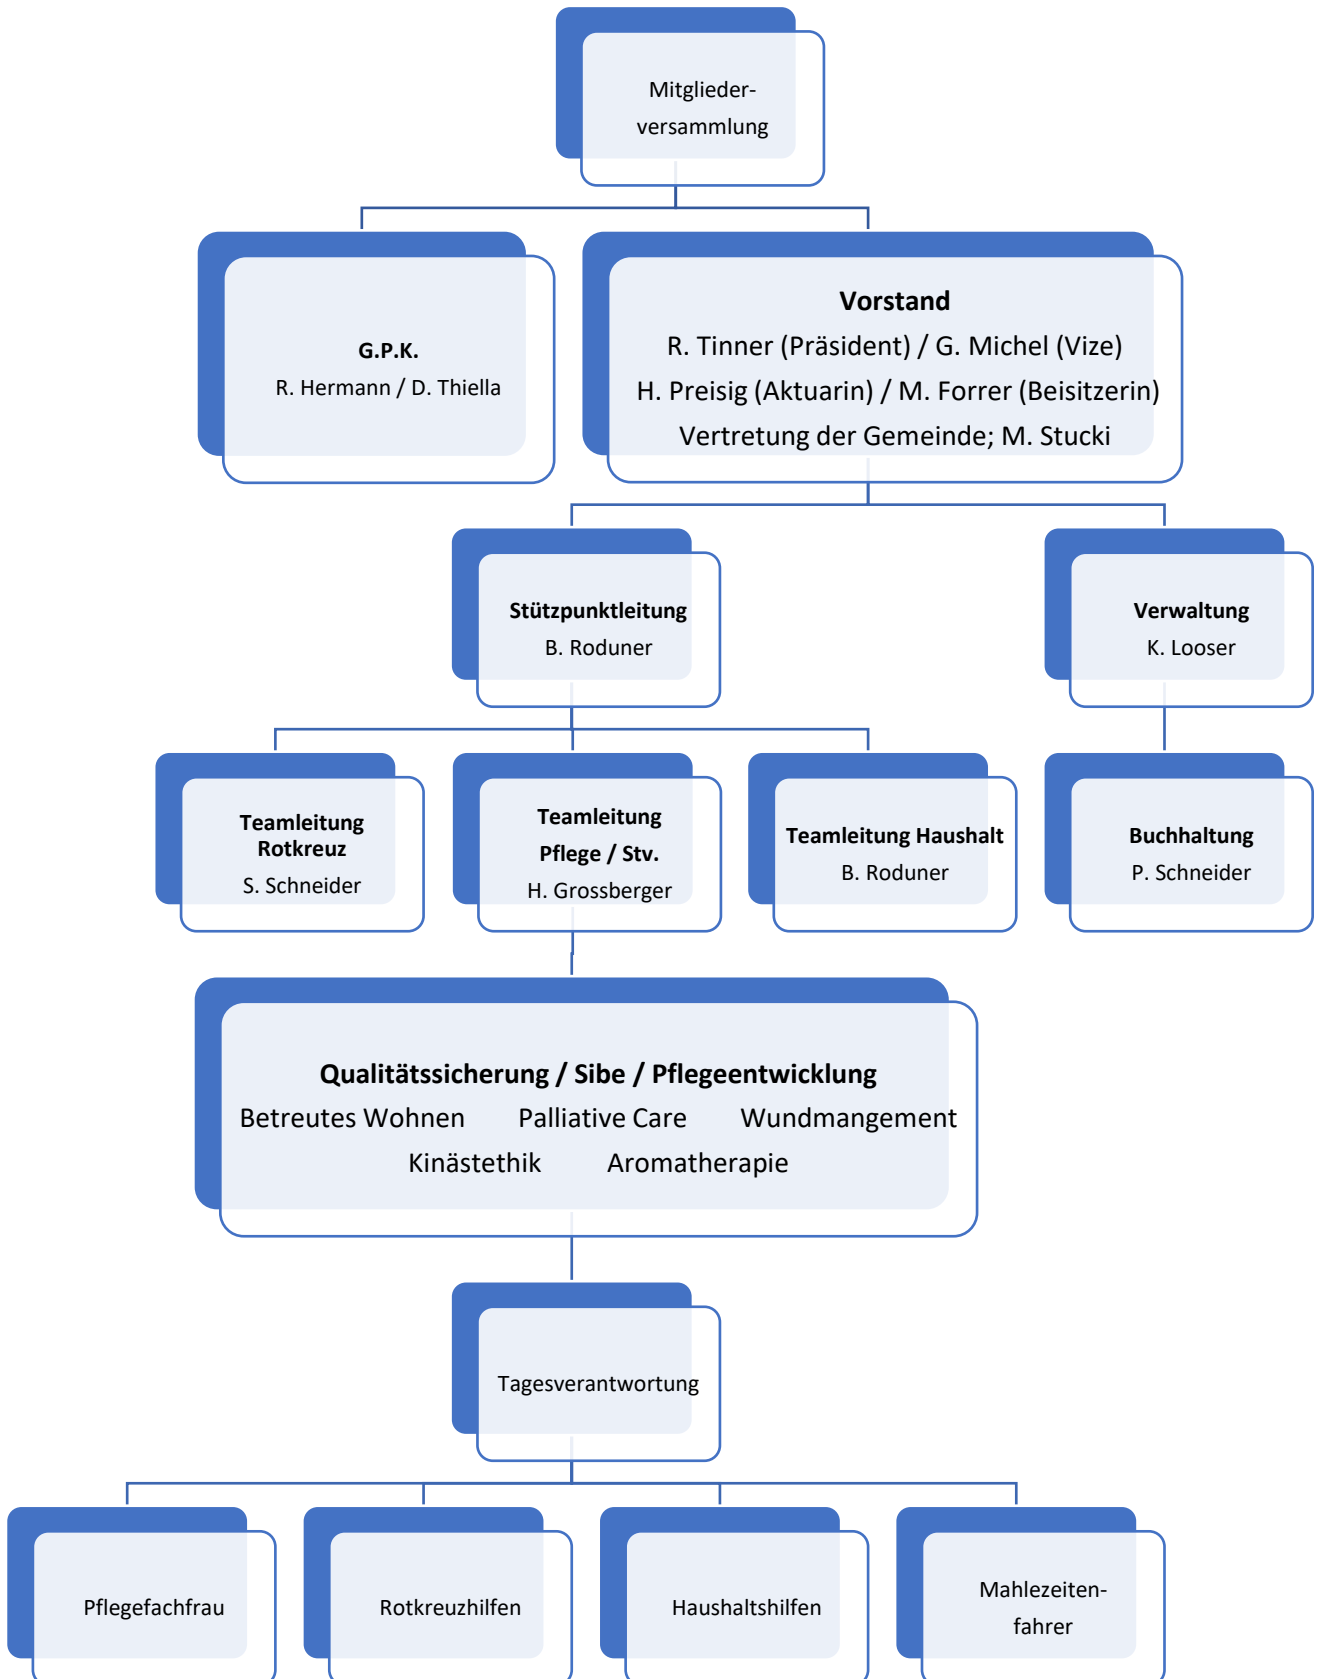 Mitglieder-
versammlung
G.P.K.
R. Hermann / D. Thiella
Vorstand
R. Tinner (Präsident) / G. Michel (Vize)
H. Preisig (Aktuarin) / M. Forrer (Beisitzerin)
Vertretung der Gemeinde; M. Stucki
Stützpunktleitung
B. Roduner
Verwaltung
K. Looser
Teamleitung
Rotkreuz
S. Schneider
Teamleitung
Pflege / Stv.
H. Grossberger
Teamleitung Haushalt
B. Roduner
Buchhaltung
P. Schneider
Qualitätssicherung / Sibe / Pflegeentwicklung
Betreutes Wohnen Palliative Care Wundmangement
Kinästethik Aromatherapie
Tagesverantwortung
Pflegefachfrau
Rotkreuzhilfen
Haushaltshilfen
Mahlezeiten-
fahrer